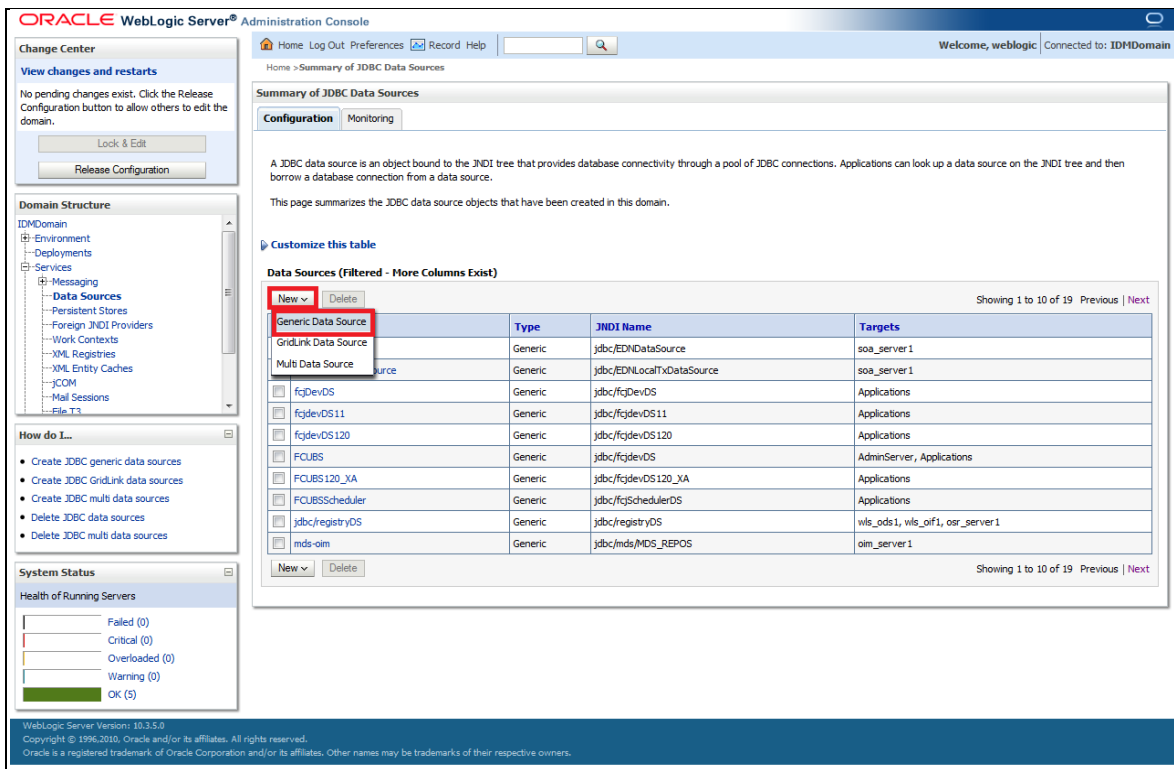 ORACLE WebLogic Server® Administration Console
Change Center
View changes and restarts
No pending changes exist. Click the Release
Configuration button to allow others to edit the
domain.
Lock & Edit
Release Configuration
Domain Structure
IDMDomain
Environment
Deployments
Services
Messaging
Data Sources
Persistent Stores
Foreign JNDI Providers
Work Contexts
XML Registries
XML Entity Caches
jCOM
Mail Sessions
File T3
How do I...
Create JDBC generic data sources
Create JDBC GridLink data sources
Create JDBC multi data sources
Delete JDBC data sources
Delete JDBC multi data sources
System Status
Health of Running Servers
Failed (0)
Critical (0)
Overloaded (0)
Warning (0)
OK (5)
Home Log Out Preferences Record Help
Welcome, weblogic Connected to: IDMDomain
Home >Summary of JDBC Data Sources
Summary of JDBC Data Sources
Configuration Monitoring
A JDBC data source is an object bound to the JNDI tree that provides database connectivity through a pool of JDBC connections. Applications can look up a data source on the JNDI tree and then
borrow a database connection from a data source.
This page summarizes the JDBC data source objects that have been created in this domain.
Customize this table
Data Sources (Filtered - More Columns Exist)
New Delete Showing 1 to 10 of 19 Previous | Next
Generic Data Source
GridLink Data Source
Multi Data Source
Type JNDI Name Targets
Generic jdbc/EDNDataSource soa_server1
ource Generic jdbc/EDNLocalTxDataSource soa_server1
fcjDevDS Generic jdbc/fcjDevDS Applications
fcjdevDS11 Generic jdbc/fcjdevDS11 Applications
fcjdevDS120 Generic jdbc/fcjdevDS120 Applications
FCUBS Generic jdbc/fcjdevDS AdminServer, Applications
FCUBS120_XA Generic jdbc/fcjdevDS120_XA Applications
FCUBSScheduler Generic jdbc/fcjSchedulerDS Applications
jdbc/registryDS Generic jdbc/registryDS wls_ods1, wls_oif1, osr_server1
mds-oim Generic jdbc/mds/MDS_REPOS oim_server1
New Delete Showing 1 to 10 of 19 Previous | Next
WebLogic Server Version: 10.3.5.0
Copyright © 1996,2010, Oracle and/or its affiliates. All rights reserved.
Oracle is a registered trademark of Oracle Corporation and/or its affiliates. Other names may be trademarks of their respective owners.